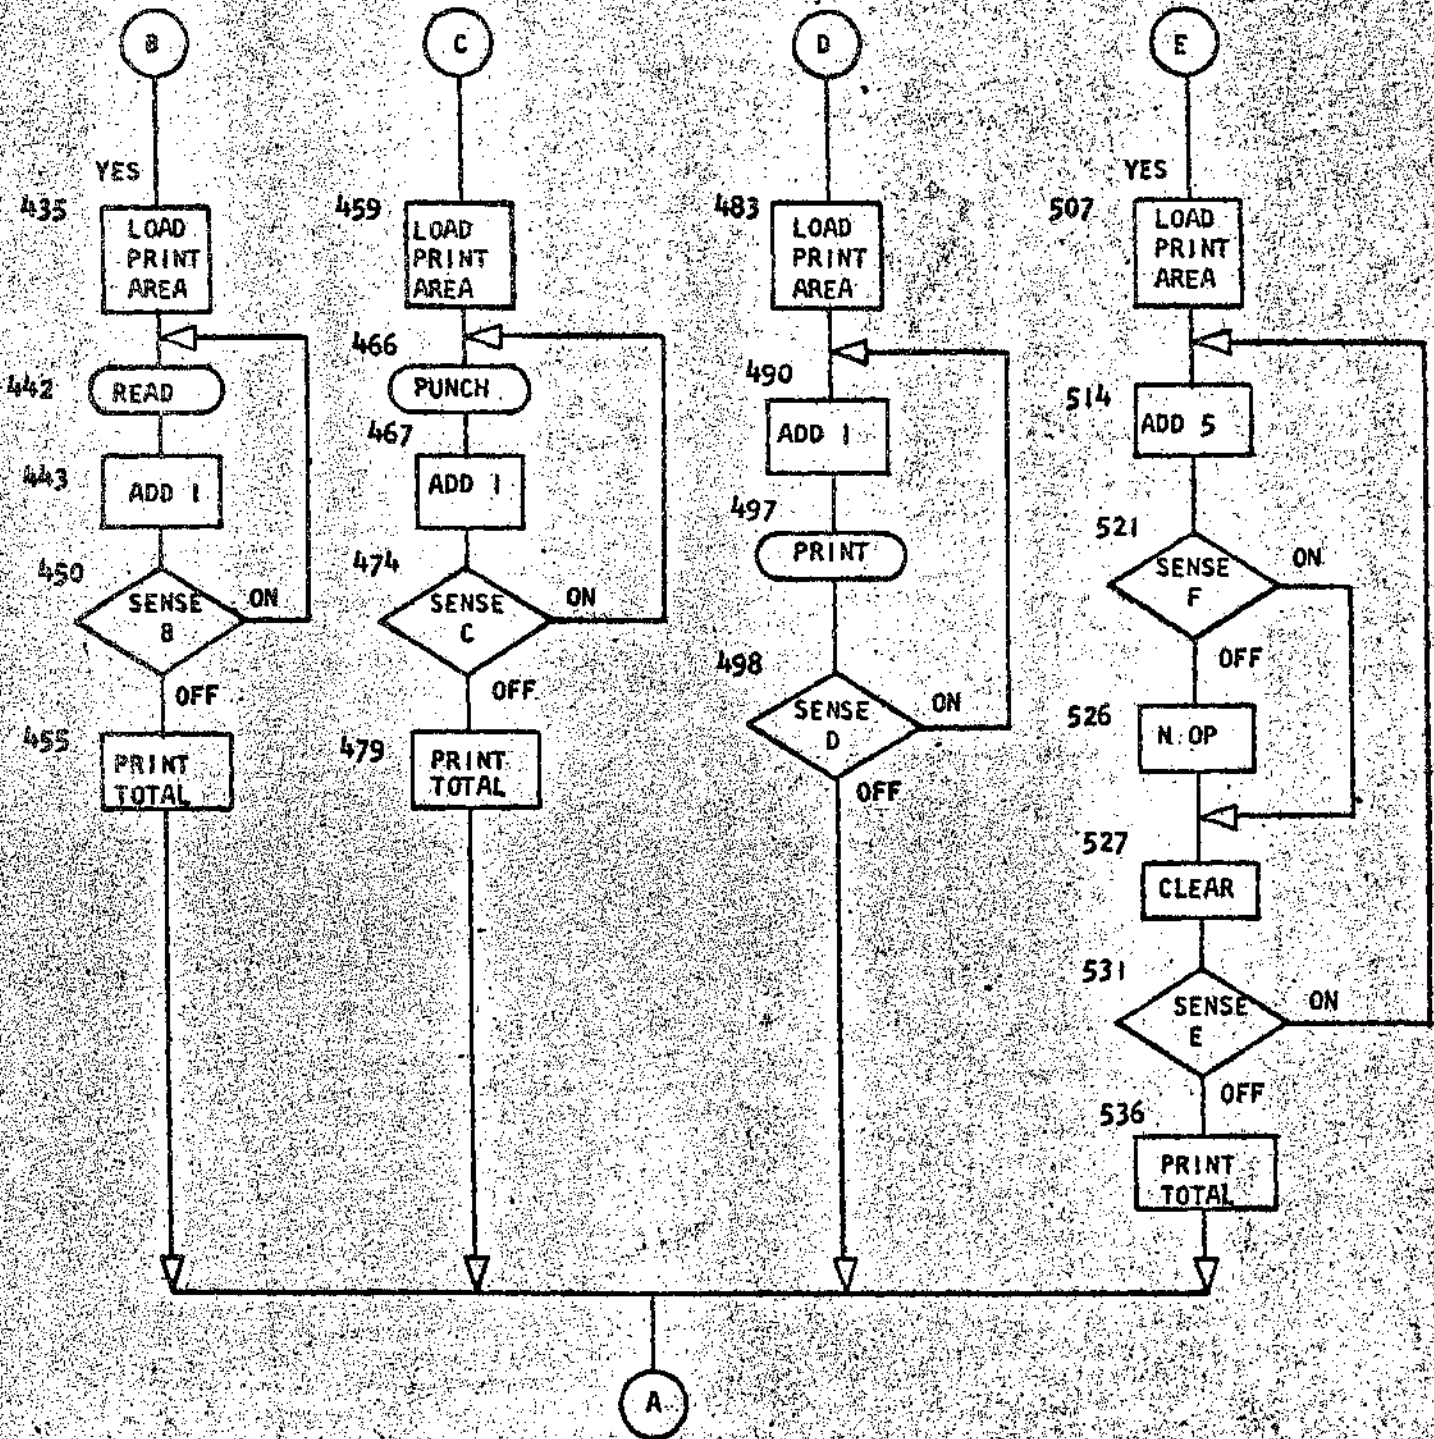 B
YES
435
LOAD
PRINT
AREA
442
READ
443
ADD 1
450
SENSE
B
ON
OFF
455
PRINT
TOTAL
C
459
LOAD
PRINT
AREA
466
PUNCH
467
ADD 1
474
SENSE
C
ON
OFF
479
PRINT
TOTAL
D
483
LOAD
PRINT
AREA
490
ADD 1
497
PRINT
498
SENSE
D
ON
OFF
E
YES
507
LOAD
PRINT
AREA
514
ADD 5
521
SENSE
F
ON
OFF
526
N.OP
527
CLEAR
531
SENSE
E
ON
OFF
536
PRINT
TOTAL
A